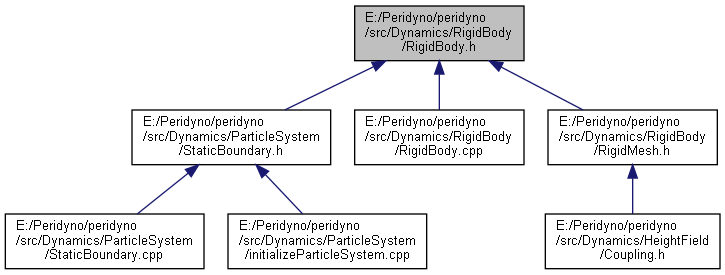 E:/Peridyno/peridyno
/src/Dynamics/RigidBody
/RigidBody.h
E:/Peridyno/peridyno
/src/Dynamics/ParticleSystem
/StaticBoundary.h
E:/Peridyno/peridyno
/src/Dynamics/RigidBody
/RigidBody.cpp
E:/Peridyno/peridyno
/src/Dynamics/RigidBody
/RigidMesh.h
E:/Peridyno/peridyno
/src/Dynamics/ParticleSystem
/StaticBoundary.cpp
E:/Peridyno/peridyno
/src/Dynamics/ParticleSystem
/initializeParticleSystem.cpp
E:/Peridyno/peridyno
/src/Dynamics/HeightField
/Coupling.h